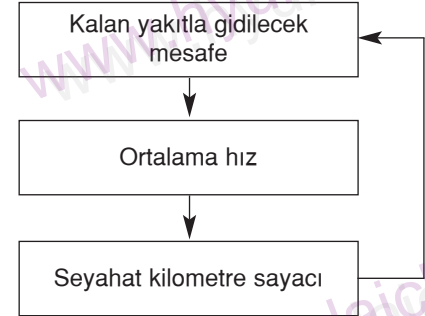 Kalan yakıtla gidilecek
mesafe
Ortalama hız
Seyahat kilometre sayacı